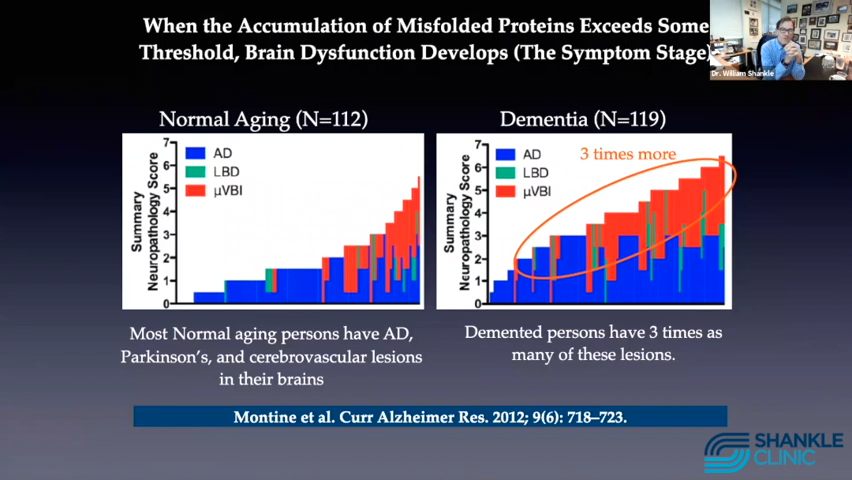 When the Accumulation of Misfolded Proteins Exceeds Some
Threshold, Brain Dysfunction Develops (The Symptom Stage)
Dr. William Shankle
Normal Aging (N=112)
7
6
5
4
3
2
1
0
Summary
Neuropathology Score
AD
LBD
µVBI
Dementia (N=119)
7
6
5
4
3
2
1
0
Summary
Neuropathology Score
AD
LBD
µVBI
3 times more
Most Normal aging persons have AD,
Parkinson's, and cerebrovascular lesions
in their brains
Demented persons have 3 times as
many of these lesions.
Montine et al. Curr Alzheimer Res. 2012; 9(6): 718–723.
SHANKLE
CLINIC